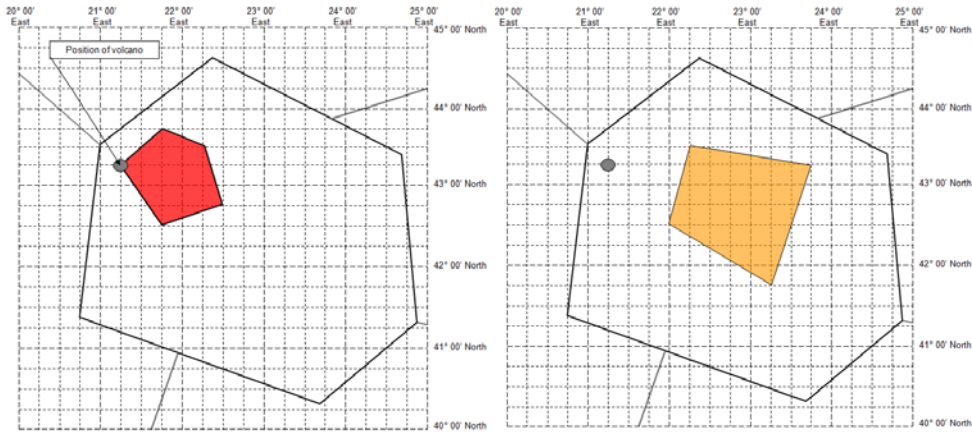 20° 00' East
21° 00' East
22° 00' East
23° 00' East
24° 00' East
25° 00' East
45° 00' North
44° 00' North
43° 00' North
42° 00' North
41° 00' North
40° 00' North
Position of volcano
20° 00' East
21° 00' East
22° 00' East
23° 00' East
24° 00' East
25° 00' East
45° 00' North
44° 00' North
43° 00' North
42° 00' North
41° 00' North
40° 00' North